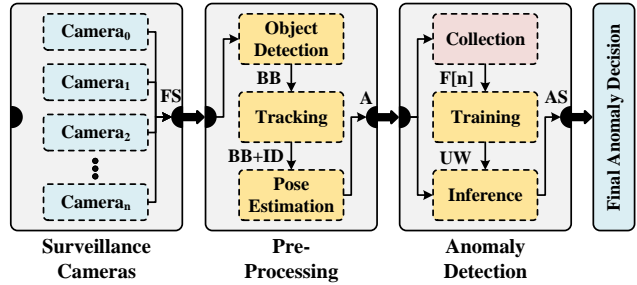 Camera0
Camera1
Camera2
Cameran
FS
Surveillance
Cameras
Object
Detection
BB
Tracking
BB+ID
Pose
Estimation
A
Pre-
Processing
Collection
F[n]
Training
UW
Inference
AS
Anomaly
Detection
Final Anomaly Decision